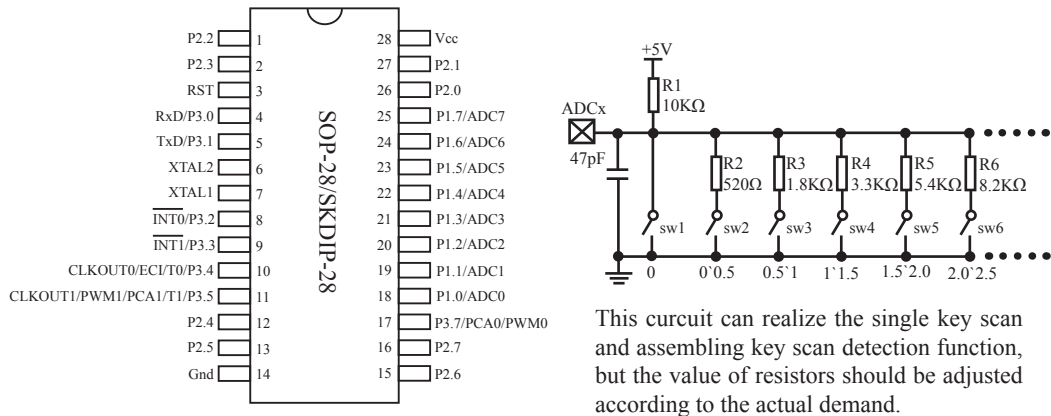 P2.2 1 28 Vcc
P2.3 2 27 P2.1
RST 3 26 P2.0
RxD/P3.0 4 25 P1.7/ADC7
TxD/P3.1 5 24 P1.6/ADC6
XTAL2 6 23 P1.5/ADC5
XTAL1 7 22 P1.4/ADC4
INT0/P3.2 8 21 P1.3/ADC3
INT1/P3.3 9 20 P1.2/ADC2
CLKOUT0/ECI/T0/P3.4 10 19 P1.1/ADC1
CLKOUT1/PWM1/PCA1/T1/P3.5 11 18 P1.0/ADC0
P2.4 12 17 P3.7/PCA0/PWM0
P2.5 13 16 P2.7
Gnd 14 15 P2.6
SOP-28/SKDIP-28
+5V
R1
10KΩ
ADCx
47pF
R2 R3 R4 R5 R6
520Ω 1.8KΩ 3.3KΩ 5.4KΩ 8.2KΩ
sw1 sw2 sw3 sw4 sw5 sw6
0 0`0.5 0.5`1 1`1.5 1.5`2.0 2.0`2.5
This curcuit can realize the single key scan
and assembling key scan detection function,
but the value of resistors should be adjusted
according to the actual demand.